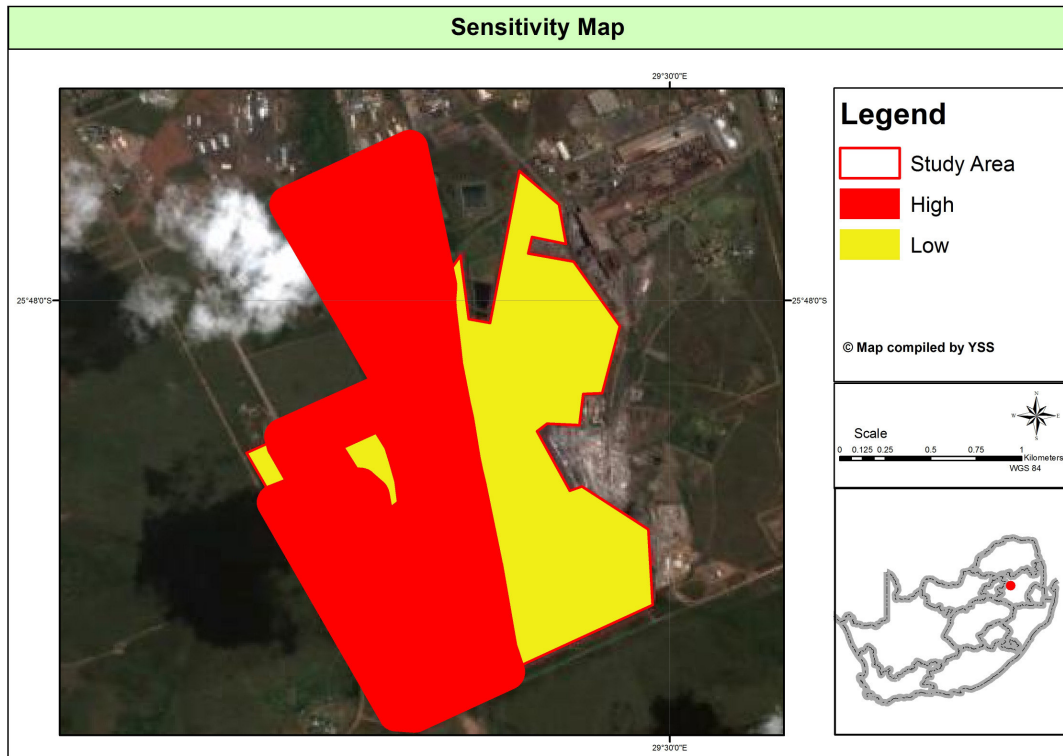 Sensitivity Map
29°30'0"E
25°48'0"S
25°48'0"S
29°30'0"E
Legend
Study Area
High
Low
© Map compiled by YSS
N
W E
S
Scale
0 0.125 0.25 0.5 0.75 1
Kilometers
WGS 84